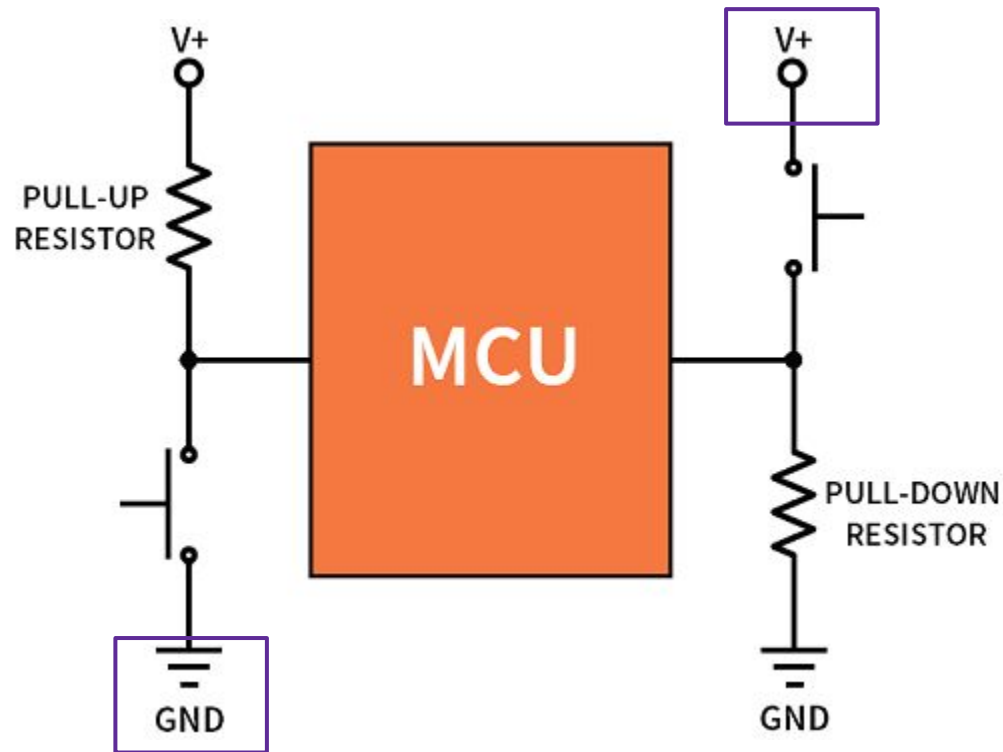 V+
V+
PULL-UP
RESISTOR
MCU
PULL-DOWN
RESISTOR
GND
GND